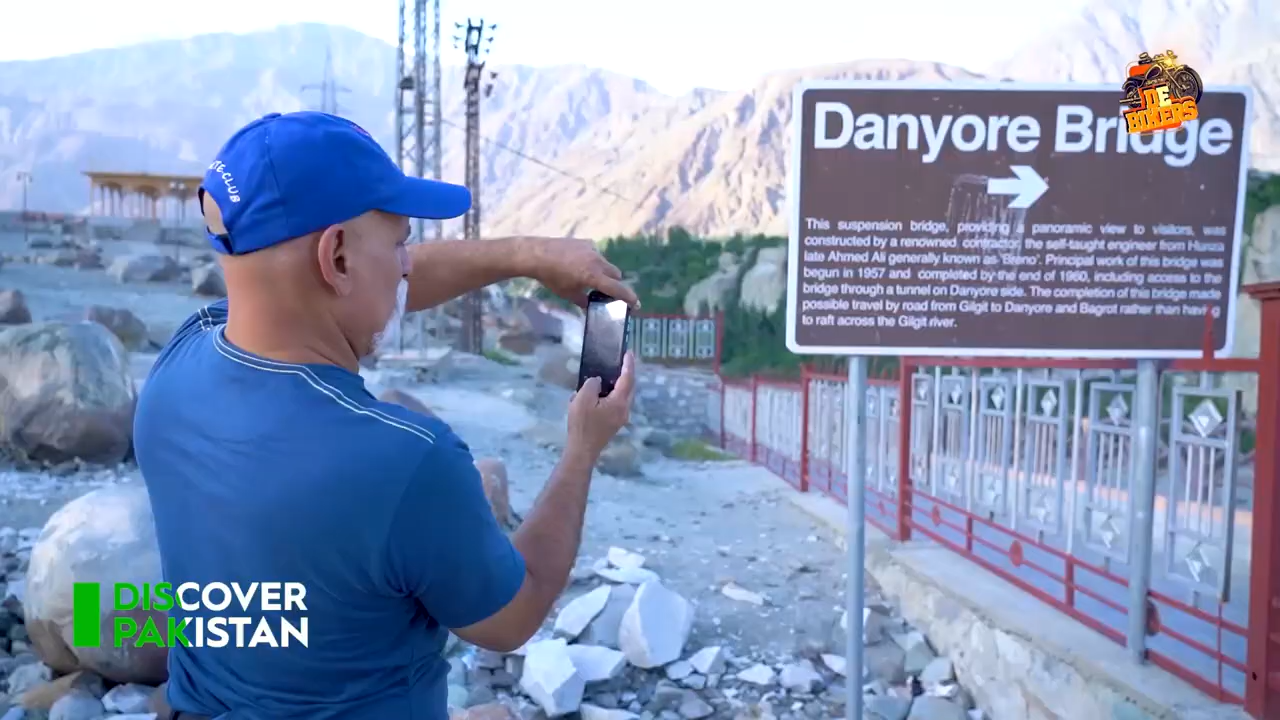 DE
BIKERS
Danyore Bridge
This suspension bridge, providing a panoramic view to visitors, was
constructed by a renowned contractor, the self-taught engineer from Hunza
late Ahmed Ali generally known as 'Breno'. Principal work of this bridge was
begun in 1957 and completed by the end of 1960, including access to the
bridge through a tunnel on Danyore side. The completion of this bridge made
possible travel by road from Gilgit to Danyore and Bagrot rather than having
to raft across the Gilgit river.
DISCOVER
PAKISTAN